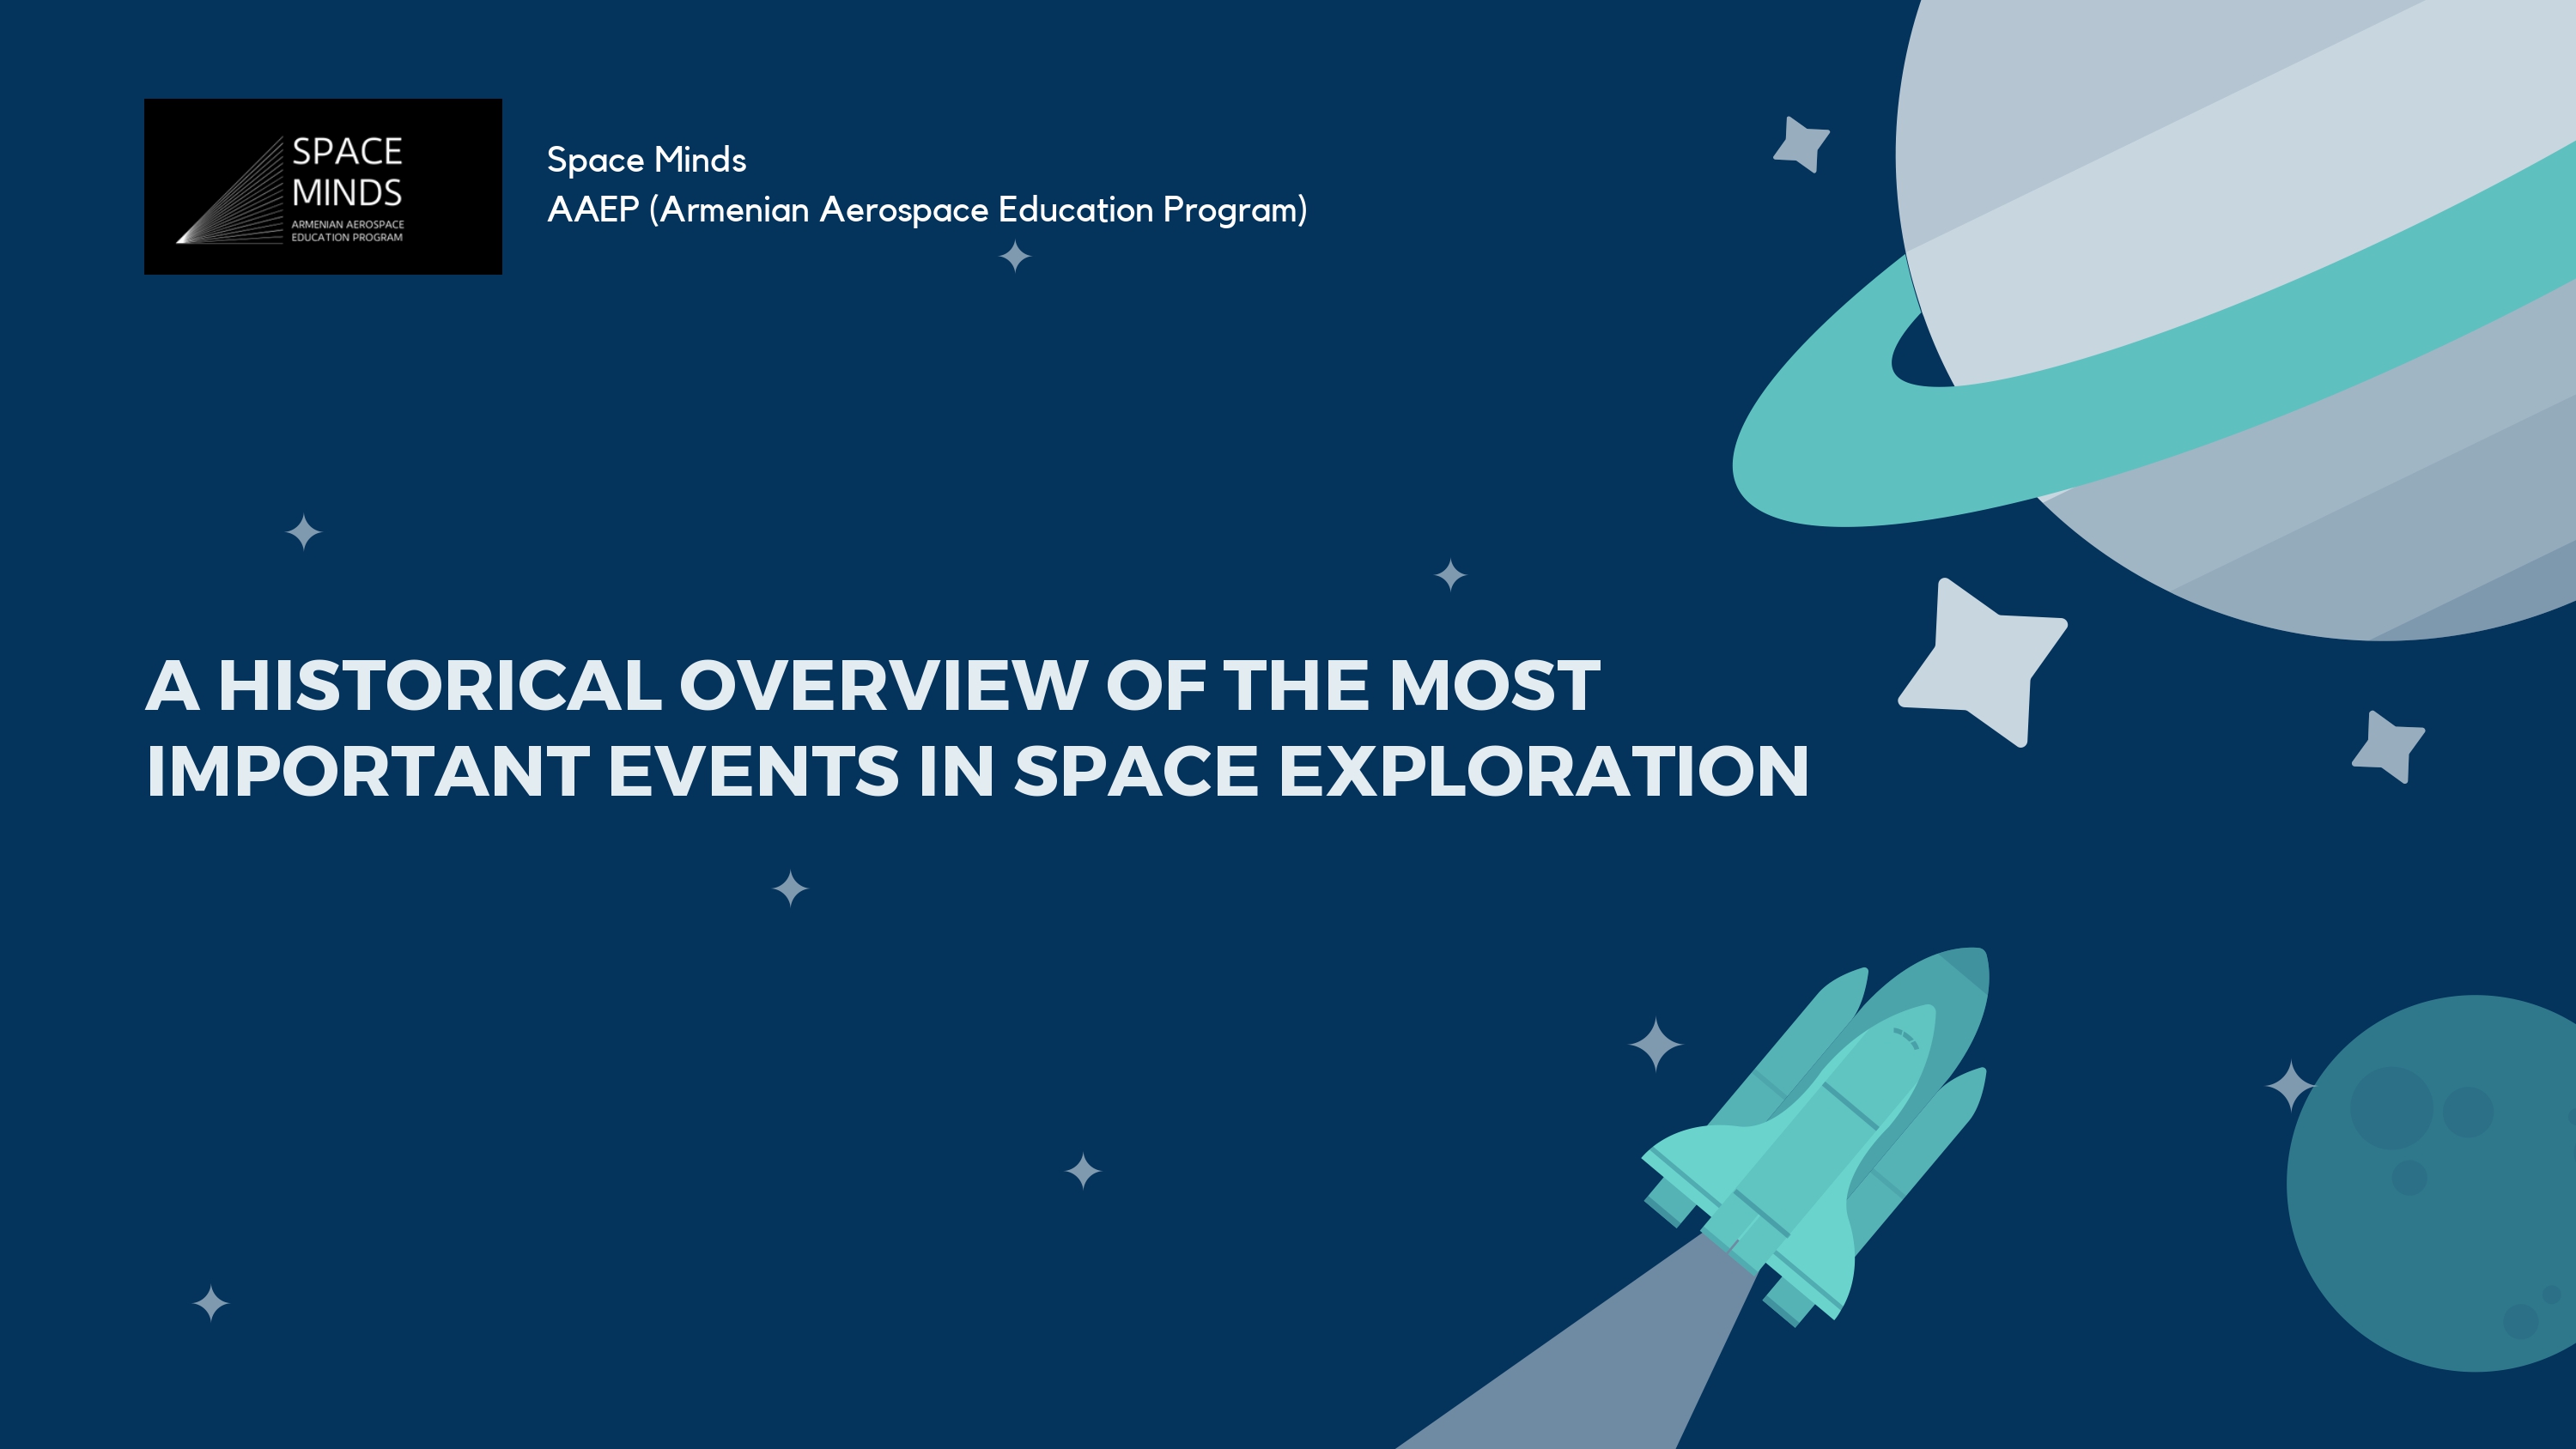 SPACE
MINDS
ARMENIAN AEROSPACE
EDUCATION PROGRAM
Space Minds
AAEP (Armenian Aerospace Education Program)
A HISTORICAL OVERVIEW OF THE MOST
IMPORTANT EVENTS IN SPACE EXPLORATION